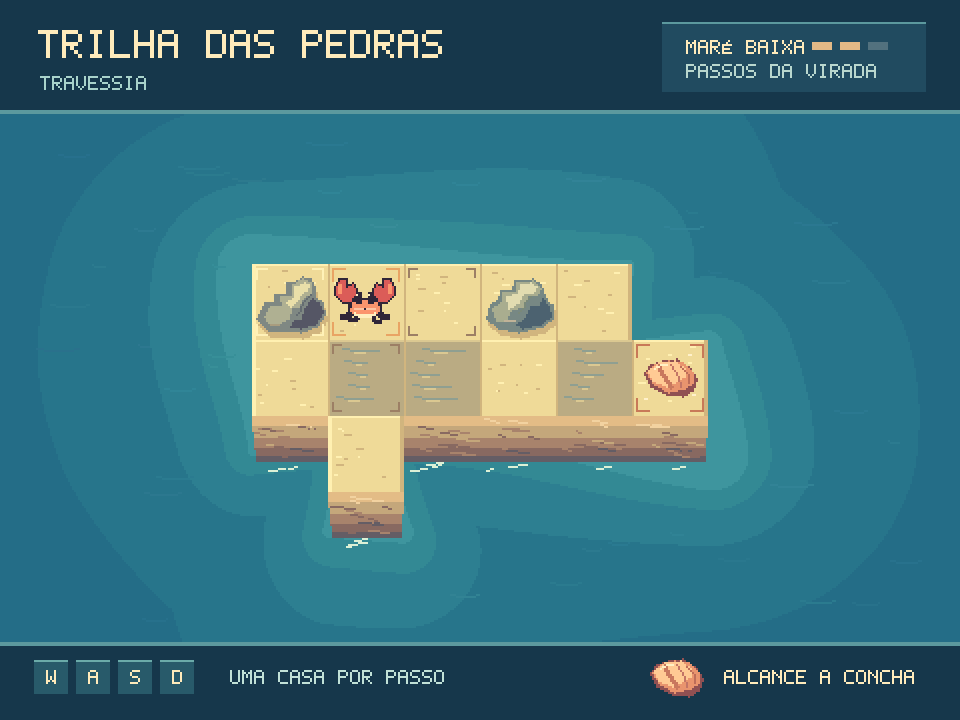 TRILHA DAS PEDRAS
TRAVESSIA
MARé BAIXA
PASSOS DA VIRADA
W A S D
UMA CASA POR PASSO
ALCANCE A CONCHA